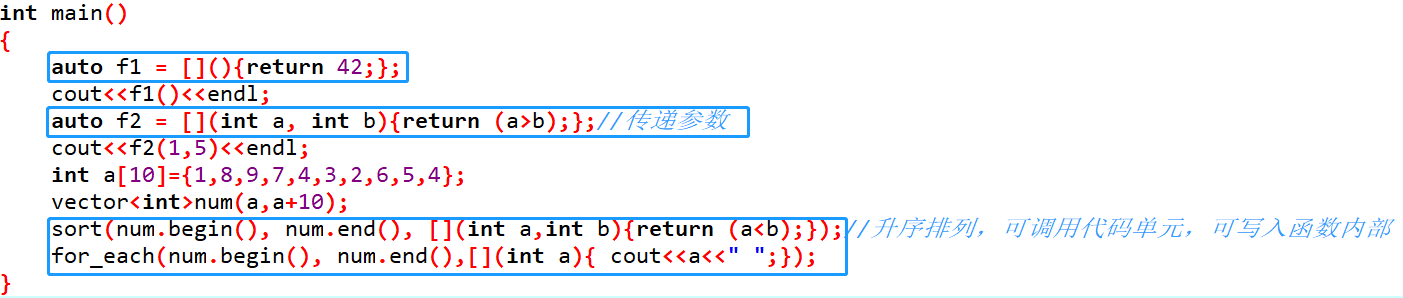 int main()
{
    auto f1 = [](){return 42;};
    cout<<f1()<<endl;
    auto f2 = [](int a, int b){return (a>b);};//传递参数
    cout<<f2(1,5)<<endl;
    int a[10]={1,8,9,7,4,3,2,6,5,4};
    vector<int>num(a,a+10);
    sort(num.begin(), num.end(), [](int a,int b){return (a<b);});//升序排列，可调用代码单元，可写入函数内部
    for_each(num.begin(), num.end(),[](int a){ cout<<a<<" ";});
}